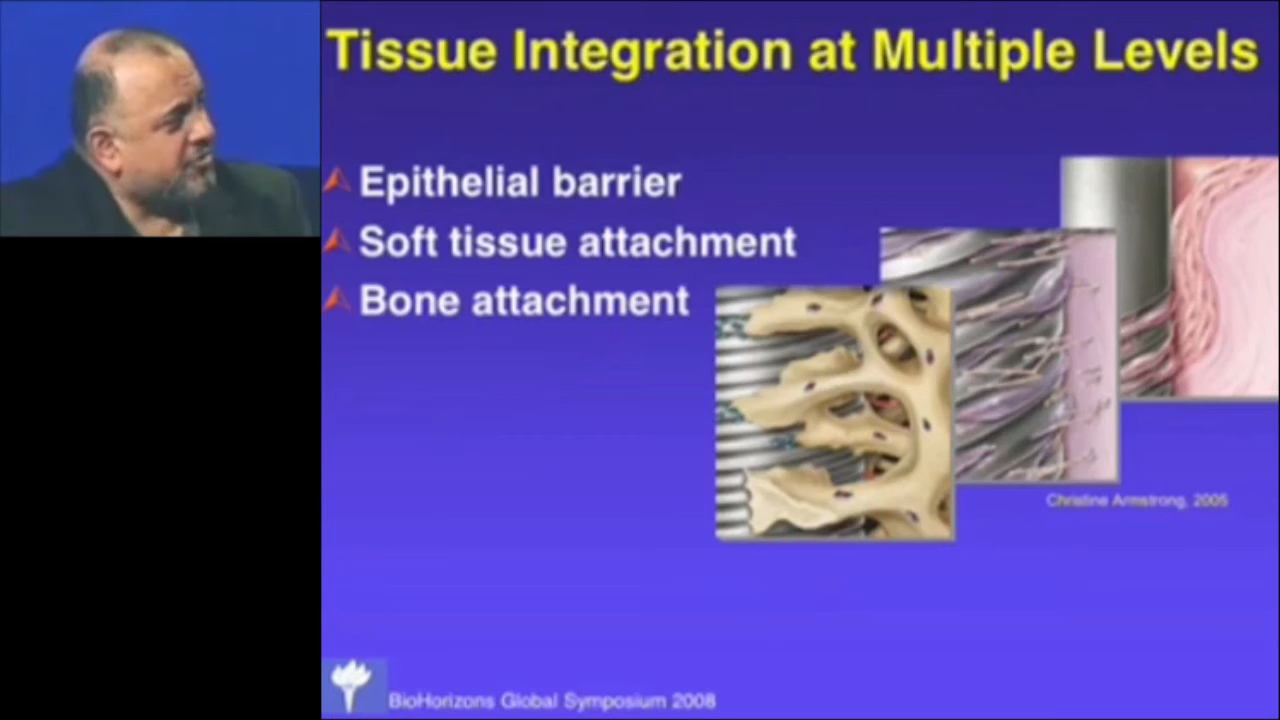 Tissue Integration at Multiple Levels
Epithelial barrier
Soft tissue attachment
Bone attachment
Christine Armstrong, 2005
BioHorizons Global Symposium 2008